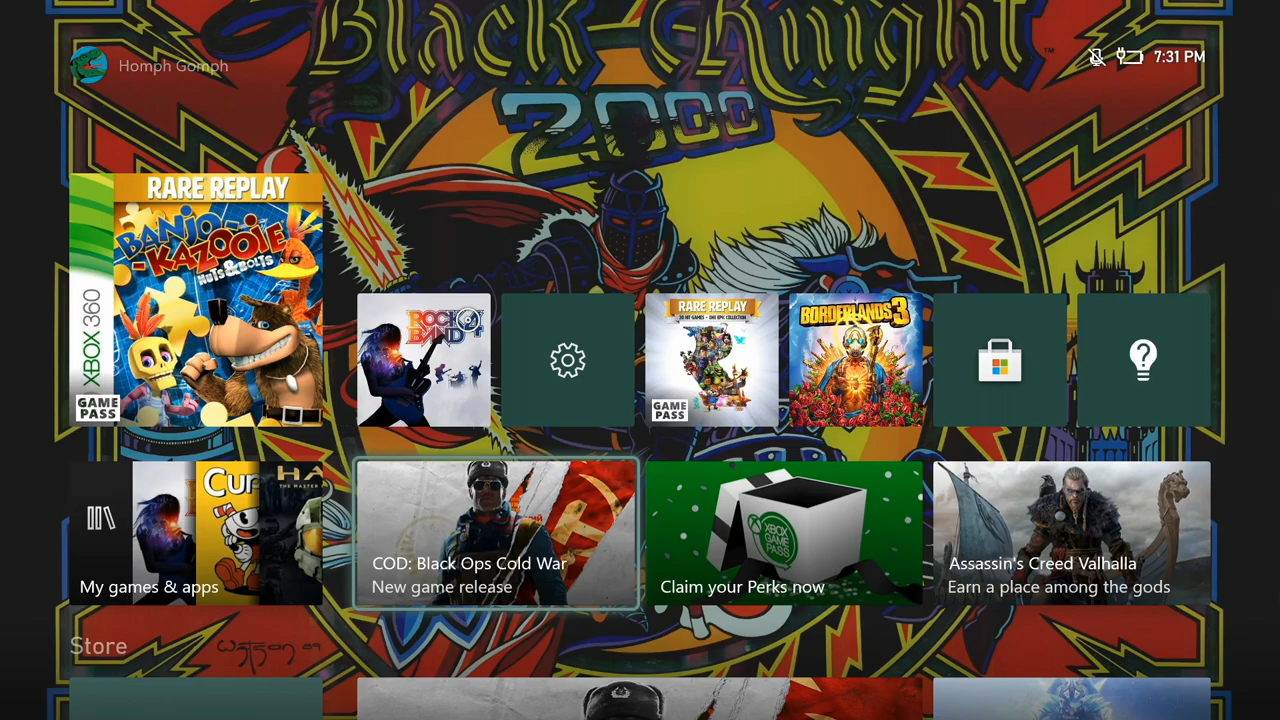 Black Knight
™
2000
Homph Gomph
7:31 PM
RARE REPLAY
BANJO-
KAZOOIE
NUTS & BOLTS
XBOX 360
GAME
PASS
ROCK
BAND
RARE REPLAY
GAME
PASS
BORDERLANDS 3
My games & apps
COD: Black Ops Cold War
New game release
XBOX
GAME
PASS
Claim your Perks now
Assassin's Creed Valhalla
Earn a place among the gods
Store